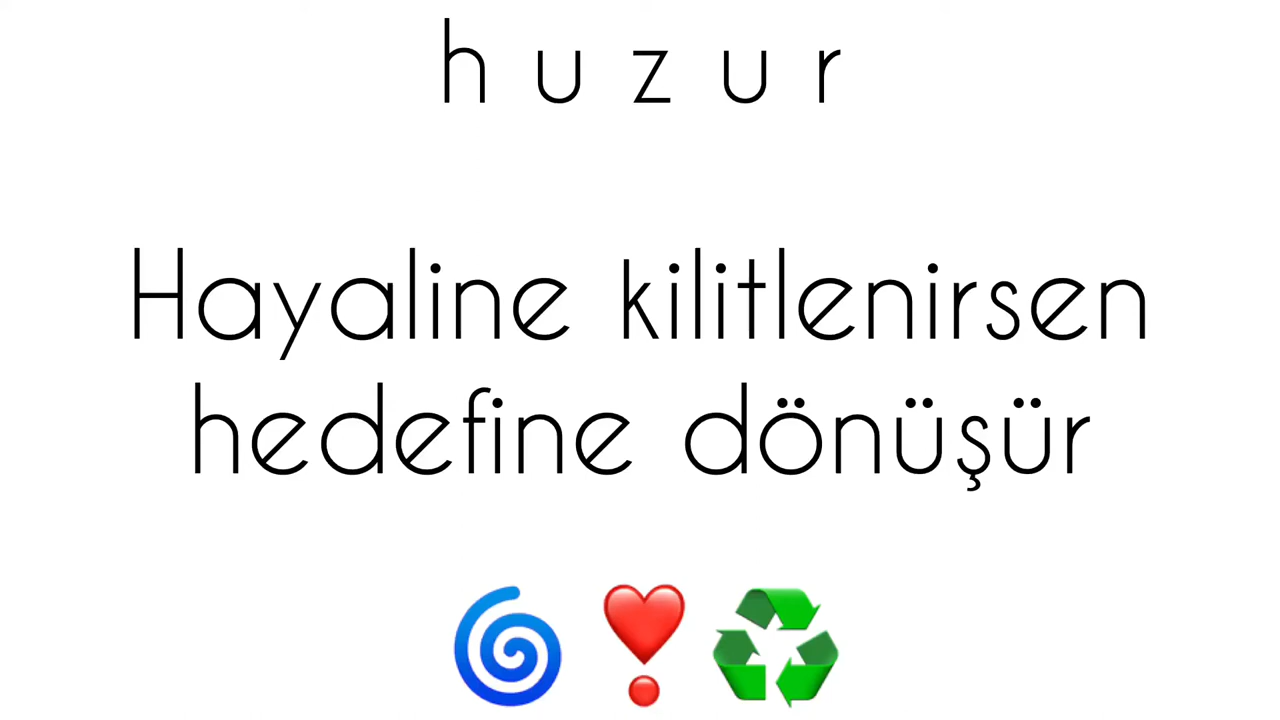 h u z u r
Hayaline kilitlenirsen
hedefine dönüşür
🌀 ❣️ ♻️